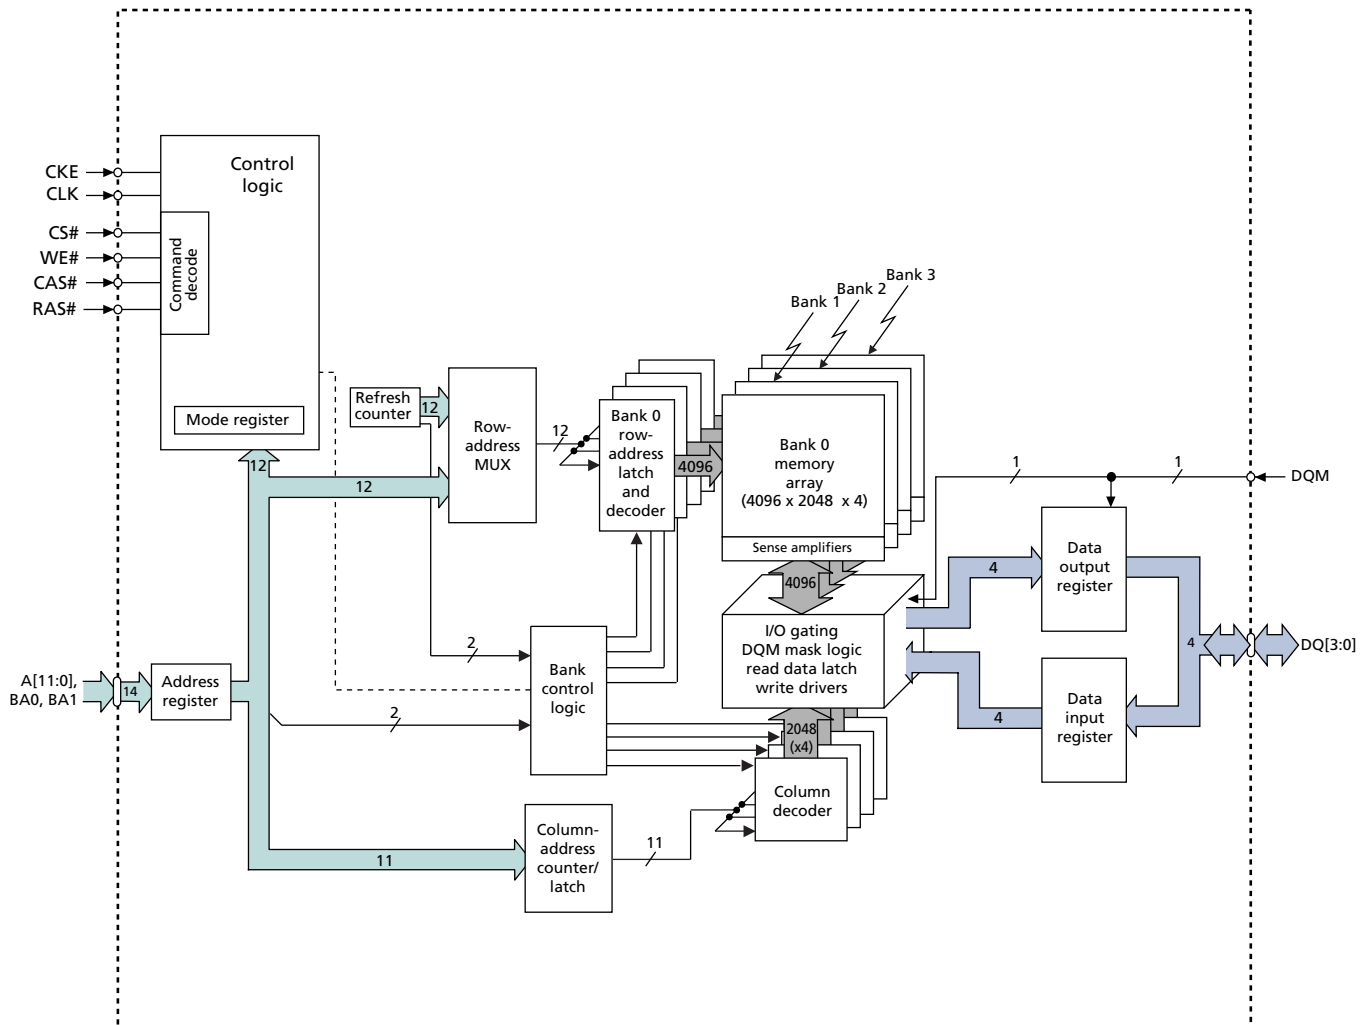 Control
logic
CKE
CLK
CS#
WE#
CAS#
RAS#
Command
decode
Mode register
Bank 3
Bank 2
Bank 1
Refresh
counter
12
Row-
address
MUX
12
Bank 0
row-
address
latch
and
decoder
4096
Bank 0
memory
array
(4096 x 2048 x 4)
Sense amplifiers
4096
12
12
1
1
DQM
Data
output
register
4
I/O gating
DQM mask logic
read data latch
write drivers
4
DQ[3:0]
2
Bank
control
logic
A[11:0],
BA0, BA1
14
Address
register
2
4
Data
input
register
2048
(x4)
Column
decoder
11
Column-
address
counter/
latch
11